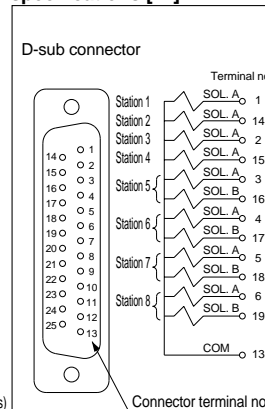 D-sub connector
Terminal no
Station 1 SOL. A 1
Station 2 SOL. A 14
Station 3 SOL. A 2
Station 4 SOL. A 15
Station 5 SOL. A 3
SOL. B 16
Station 6 SOL. A 4
SOL. B 17
Station 7 SOL. A 5
SOL. B 18
Station 8 SOL. A 6
SOL. B 19
COM 13
1
14
2
15
3
16
4
17
5
18
6
19
7
20
8
21
9
22
10
23
11
24
12
25
13
s)
Connector terminal no